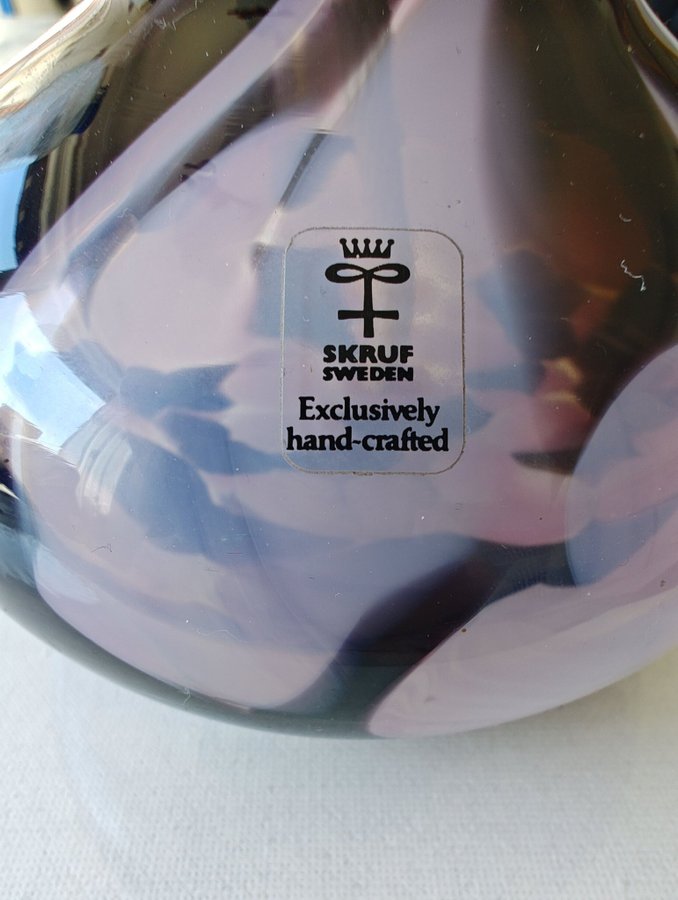 SKRUF
SWEDEN
Exclusively
hand-crafted